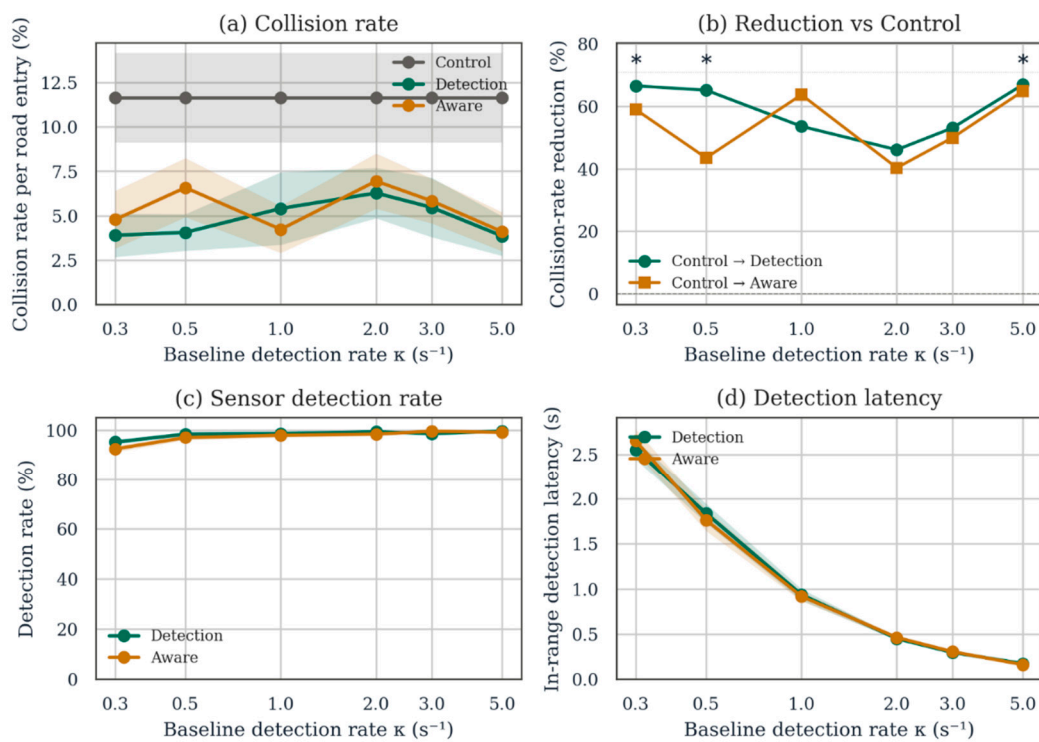 (a) Collision rate
Collision rate per road entry (%)
12.5
10.0
7.5
5.0
2.5
0.0
Control
Detection
Aware
0.3 0.5 1.0 2.0 3.0 5.0
Baseline detection rate κ (s⁻¹)
(b) Reduction vs Control
Collision-rate reduction (%)
80
60
40
20
0
* * *
Control → Detection
Control → Aware
0.3 0.5 1.0 2.0 3.0 5.0
Baseline detection rate κ (s⁻¹)
(c) Sensor detection rate
Detection rate (%)
100
80
60
40
20
0
Detection
Aware
0.3 0.5 1.0 2.0 3.0 5.0
Baseline detection rate κ (s⁻¹)
(d) Detection latency
In-range detection latency (s)
2.5
2.0
1.5
1.0
0.5
0.0
Detection
Aware
0.3 0.5 1.0 2.0 3.0 5.0
Baseline detection rate κ (s⁻¹)